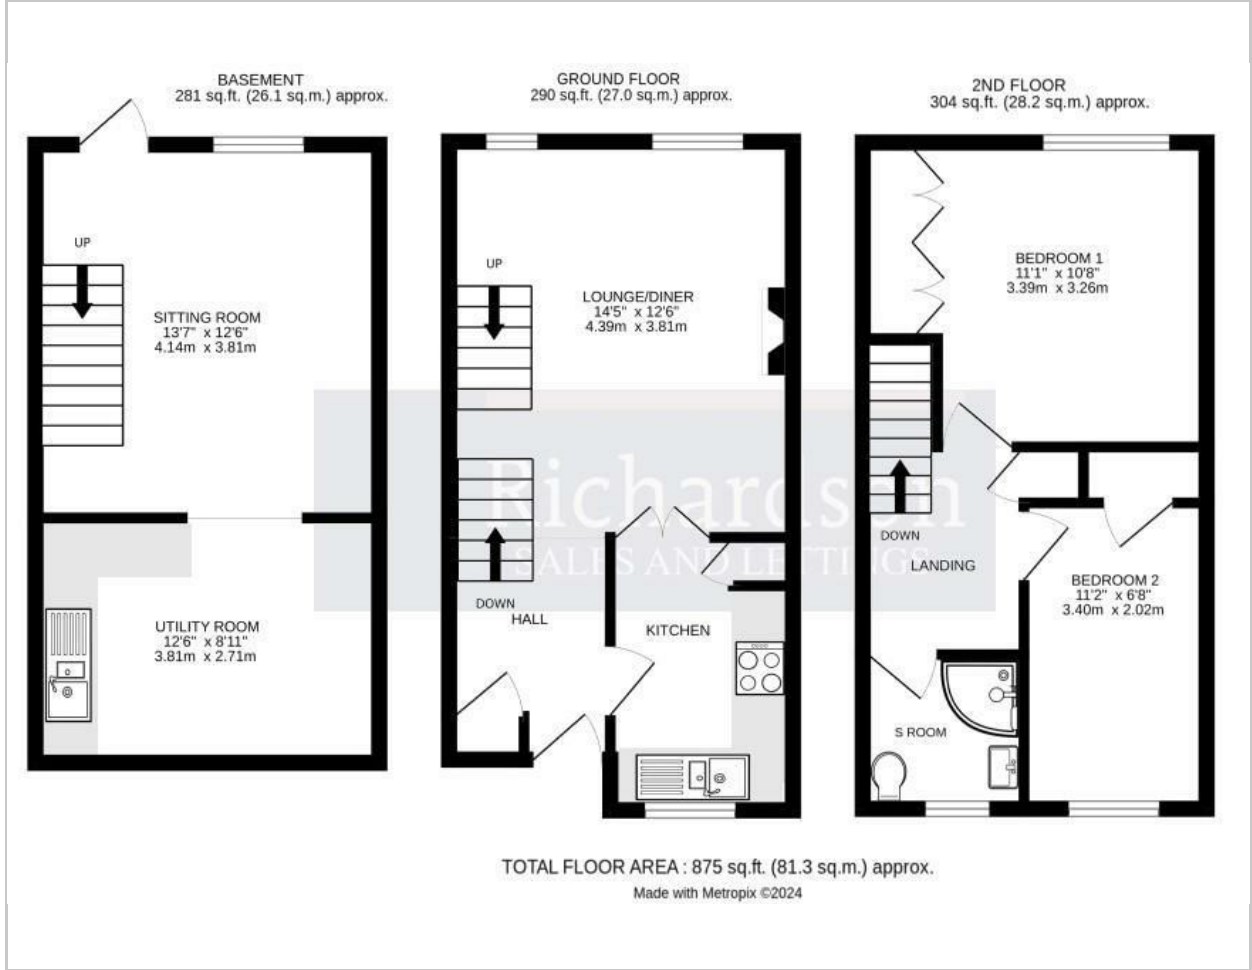 BASEMENT
281 sq.ft. (26.1 sq.m.) approx.
UP
SITTING ROOM
13'7" x 12'6"
4.14m x 3.81m
UTILITY ROOM
12'6" x 8'11"
3.81m x 2.71m
GROUND FLOOR
290 sq.ft. (27.0 sq.m.) approx.
UP
LOUNGE/DINER
14'5" x 12'6"
4.39m x 3.81m
DOWN
HALL
KITCHEN
2ND FLOOR
304 sq.ft. (28.2 sq.m.) approx.
BEDROOM 1
11'1" x 10'8"
3.39m x 3.26m
DOWN
LANDING
BEDROOM 2
11'2" x 6'8"
3.40m x 2.02m
S ROOM
Richardson
SALES AND LETTINGS
TOTAL FLOOR AREA : 875 sq.ft. (81.3 sq.m.) approx.
Made with Metropix ©2024